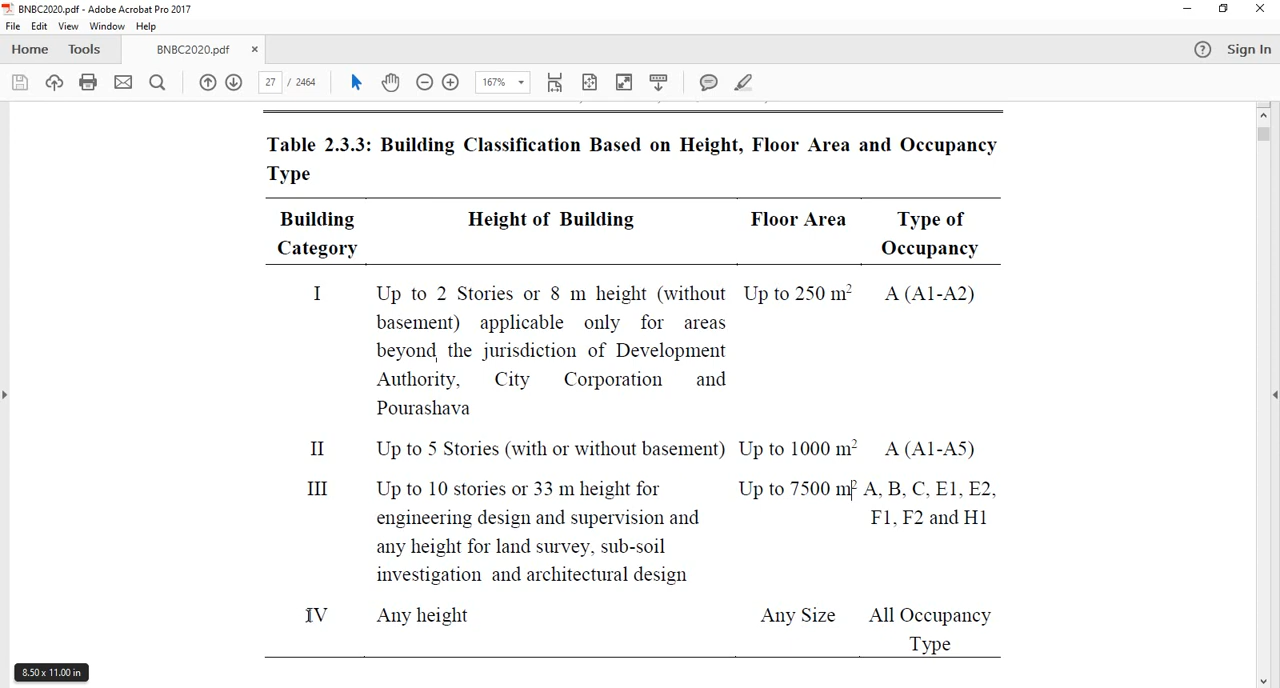 BNBC2020.pdf - Adobe Acrobat Pro 2017
File Edit View Window Help
Home Tools BNBC2020.pdf × Sign In
27 / 2464 167%
Table 2.3.3: Building Classification Based on Height, Floor Area and Occupancy
Type
Building Height of Building Floor Area Type of
Category Occupancy
I Up to 2 Stories or 8 m height (without Up to 250 m² A (A1-A2)
basement) applicable only for areas
beyond the jurisdiction of Development
Authority, City Corporation and
Pourashava
II Up to 5 Stories (with or without basement) Up to 1000 m² A (A1-A5)
III Up to 10 stories or 33 m height for Up to 7500 m² A, B, C, E1, E2,
engineering design and supervision and F1, F2 and H1
any height for land survey, sub-soil
investigation and architectural design
IV Any height Any Size All Occupancy
Type
8.50 x 11.00 in